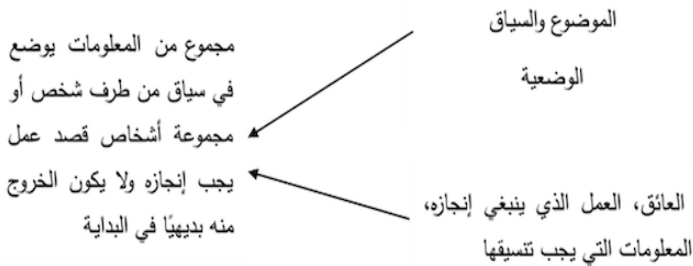 الموضوع والسياق
الوضعية
مجموع من المعلومات يوضع
في سياق من طرف شخص أو
مجموعة أشخاص قصد عمل
يجب إنجازه ولا يكون الخروج
منه بديهيًا في البداية
العائق، العمل الذي ينبغي إنجازه،
المعلومات التي يجب تنسيقها